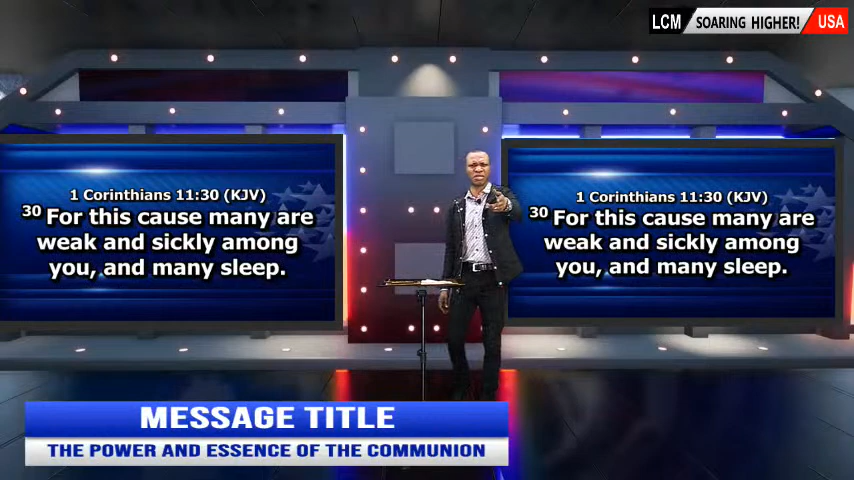 LCM SOARING HIGHER! USA
1 Corinthians 11:30 (KJV)
30 For this cause many are
weak and sickly among
you, and many sleep.
1 Corinthians 11:30 (KJV)
30 For this cause many are
weak and sickly among
you, and many sleep.
MESSAGE TITLE
THE POWER AND ESSENCE OF THE COMMUNION